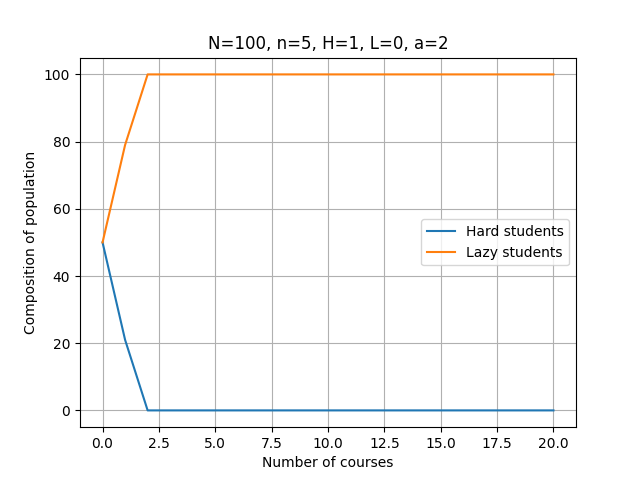 N=100, n=5, H=1, L=0, a=2
Composition of population
100
80
60
40
20
0
Hard students
Lazy students
0.0 2.5 5.0 7.5 10.0 12.5 15.0 17.5 20.0
Number of courses